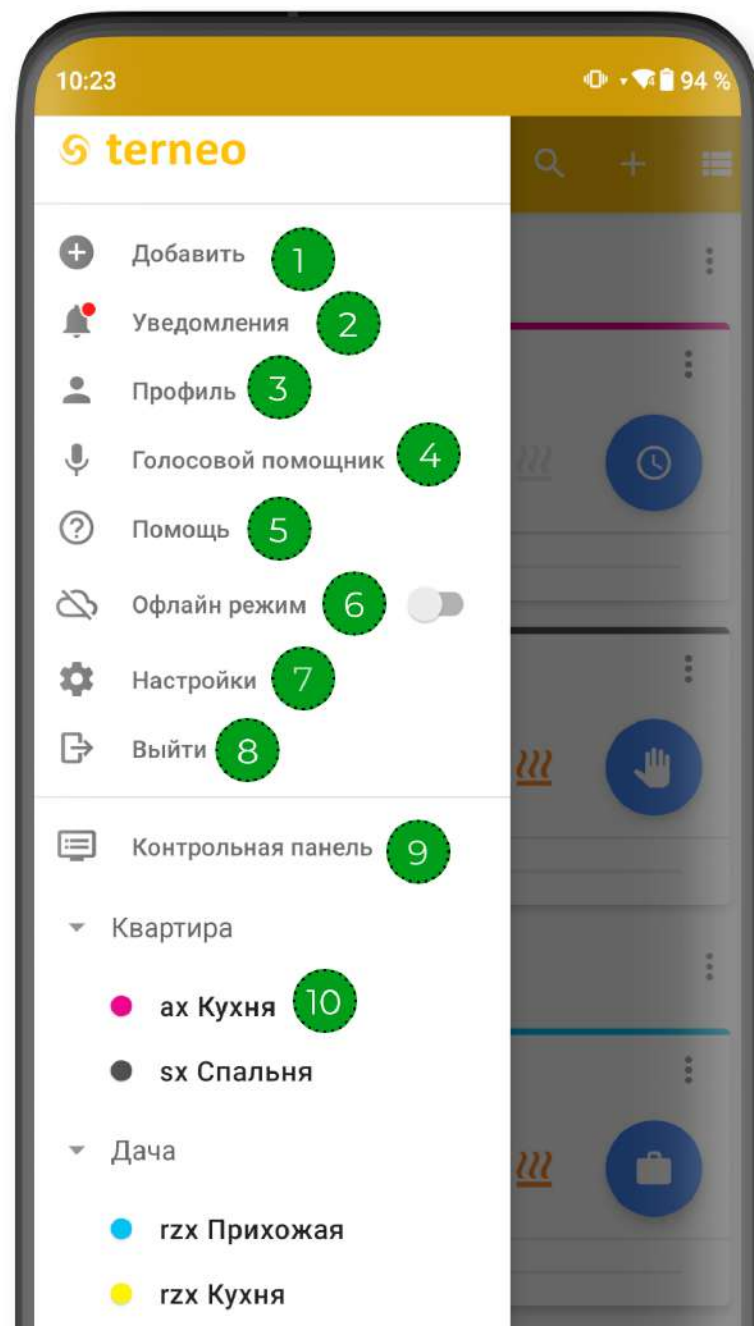 10:23 94 %
terneo
Добавить 1
Уведомления 2
Профиль 3
Голосовой помощник 4
Помощь 5
Офлайн режим 6
Настройки 7
Выйти 8
Контрольная панель 9
Квартира
ax Кухня 10
sx Спальня
Дача
rzx Прихожая
rzx Кухня